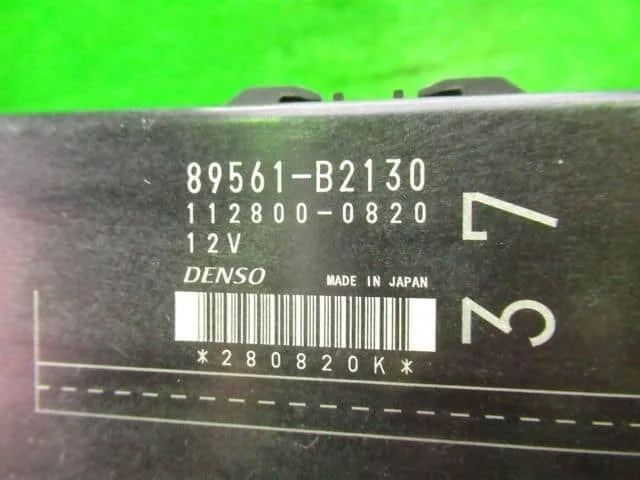 89561-B2130
112800-0820
12V
DENSO MADE IN JAPAN
*280820K*
37